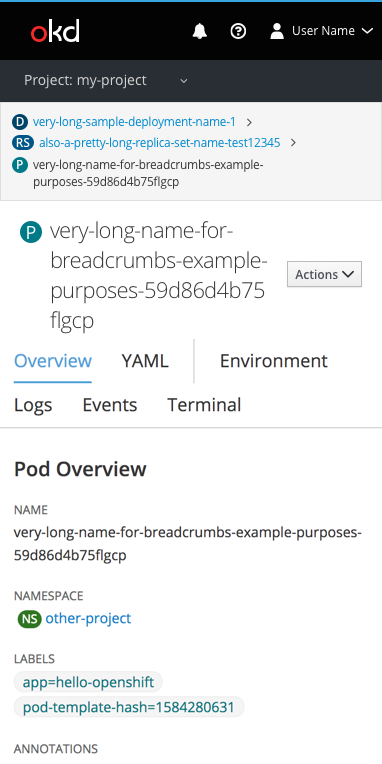 okd
User Name
Project: my-project
D very-long-sample-deployment-name-1
RS also-a-pretty-long-replica-set-name-test12345
P very-long-name-for-breadcrumbs-example-
purposes-59d86d4b75flgcp
P very-long-name-for-
breadcrumbs-example-
purposes-59d86d4b75
flgcp
Actions
Overview YAML Environment
Logs Events Terminal
Pod Overview
NAME
very-long-name-for-breadcrumbs-example-purposes-
59d86d4b75flgcp
NAMESPACE
NS other-project
LABELS
app=hello-openshift
pod-template-hash=1584280631
ANNOTATIONS